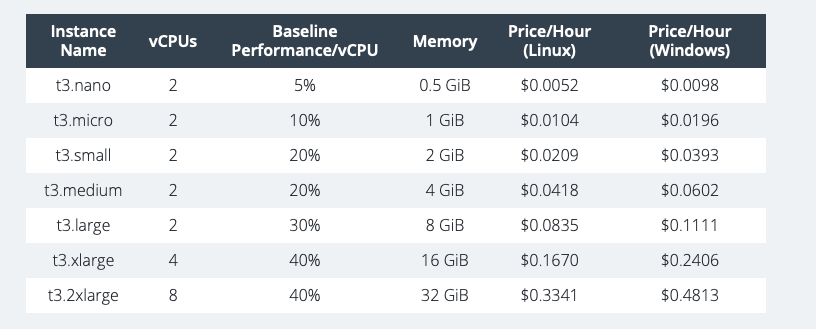 Instance Name vCPUs Baseline Performance/vCPU Memory Price/Hour (Linux) Price/Hour (Windows)
t3.nano 2 5% 0.5 GiB $0.0052 $0.0098
t3.micro 2 10% 1 GiB $0.0104 $0.0196
t3.small 2 20% 2 GiB $0.0209 $0.0393
t3.medium 2 20% 4 GiB $0.0418 $0.0602
t3.large 2 30% 8 GiB $0.0835 $0.1111
t3.xlarge 4 40% 16 GiB $0.1670 $0.2406
t3.2xlarge 8 40% 32 GiB $0.3341 $0.4813